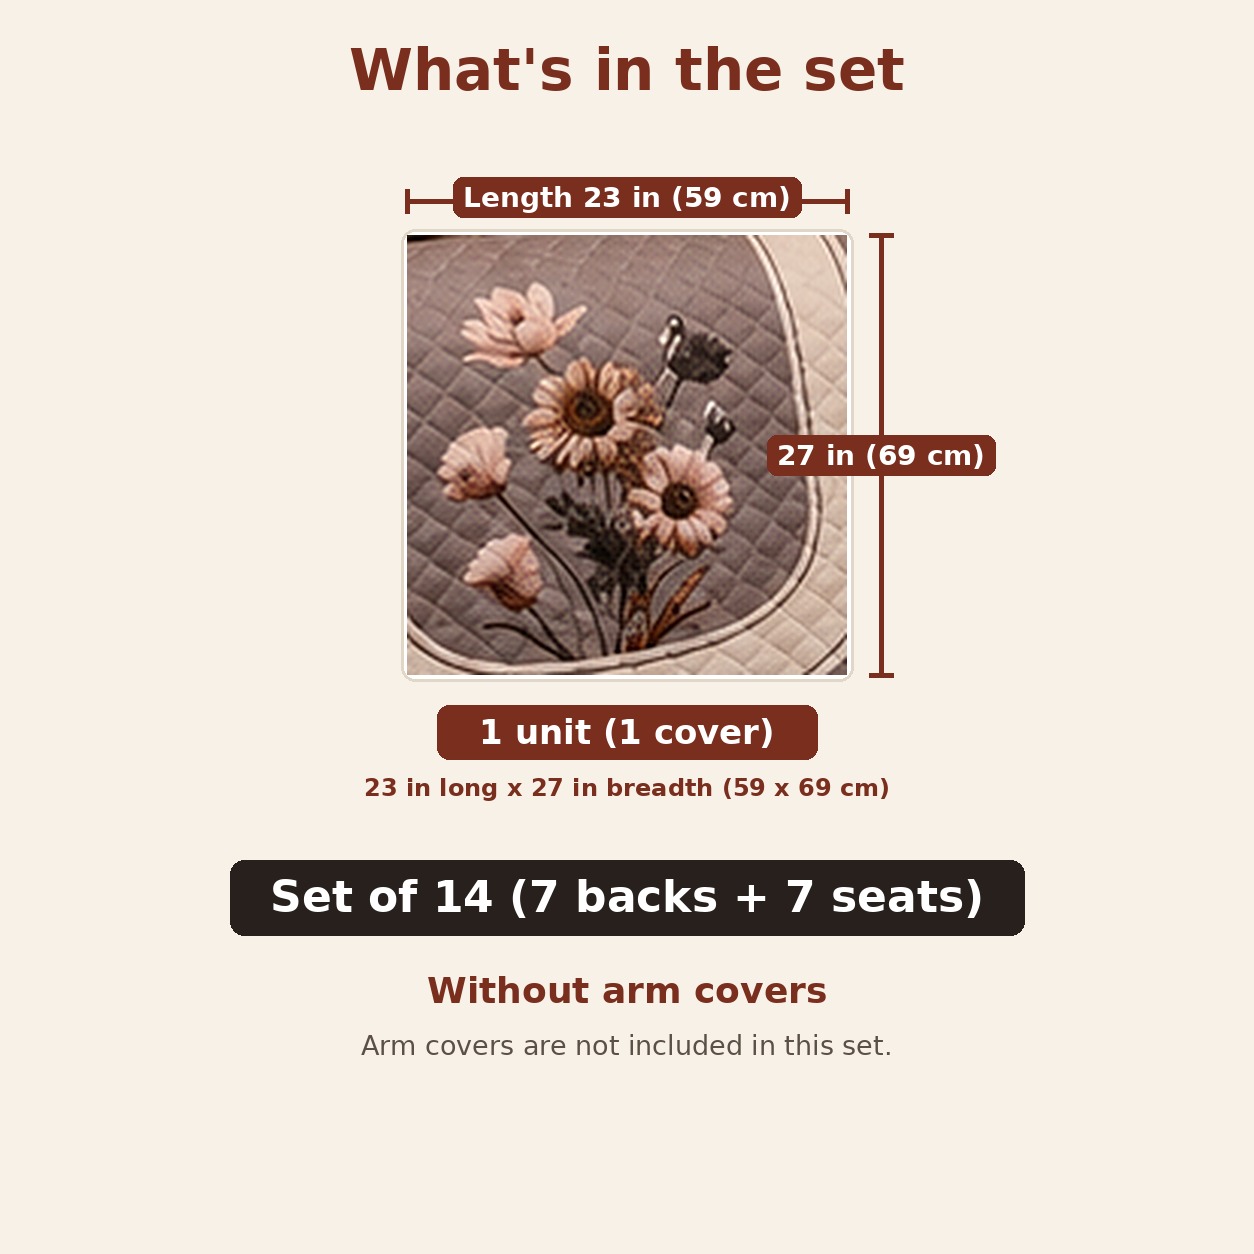 What's in the set
Length 23 in (59 cm)
27 in (69 cm)
1 unit (1 cover)
23 in long x 27 in breadth (59 x 69 cm)
Set of 14 (7 backs + 7 seats)
Without arm covers
Arm covers are not included in this set.